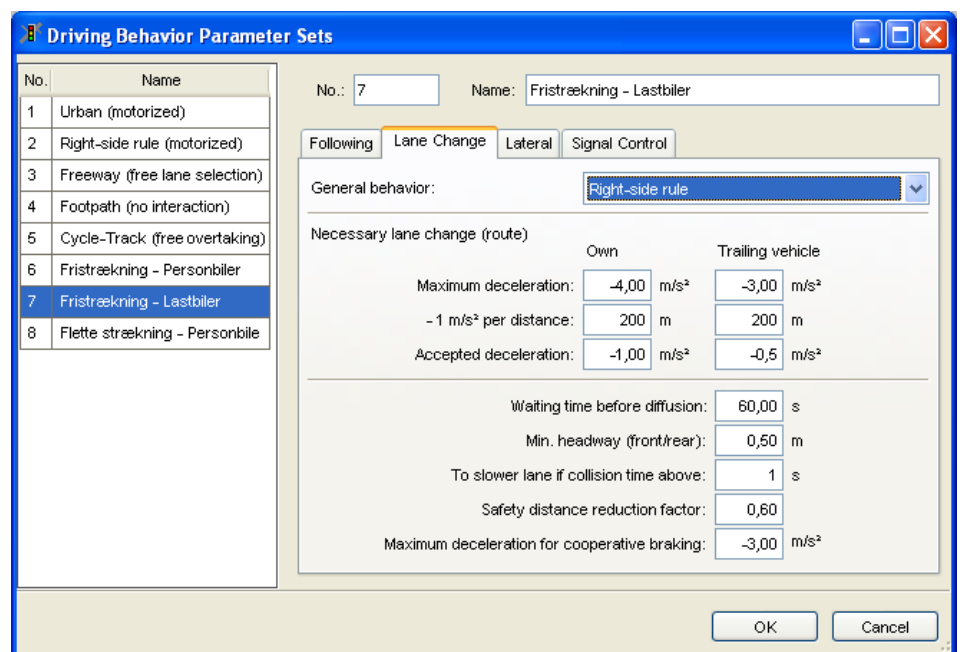 Driving Behavior Parameter Sets
No. Name
1 Urban (motorized)
2 Right-side rule (motorized)
3 Freeway (free lane selection)
4 Footpath (no interaction)
5 Cycle-Track (free overtaking)
6 Fristrækning - Personbiler
7 Fristrækning - Lastbiler
8 Flette strækning - Personbile
No.: 7 Name: Fristrækning - Lastbiler
Following Lane Change Lateral Signal Control
General behavior: Right-side rule
Necessary lane change (route)
Own Trailing vehicle
Maximum deceleration: -4,00 m/s² -3,00 m/s²
-1 m/s² per distance: 200 m 200 m
Accepted deceleration: -1,00 m/s² -0,5 m/s²
Waiting time before diffusion: 60,00 s
Min. headway (front/rear): 0,50 m
To slower lane if collision time above: 1 s
Safety distance reduction factor: 0,60
Maximum deceleration for cooperative braking: -3,00 m/s²
OK Cancel